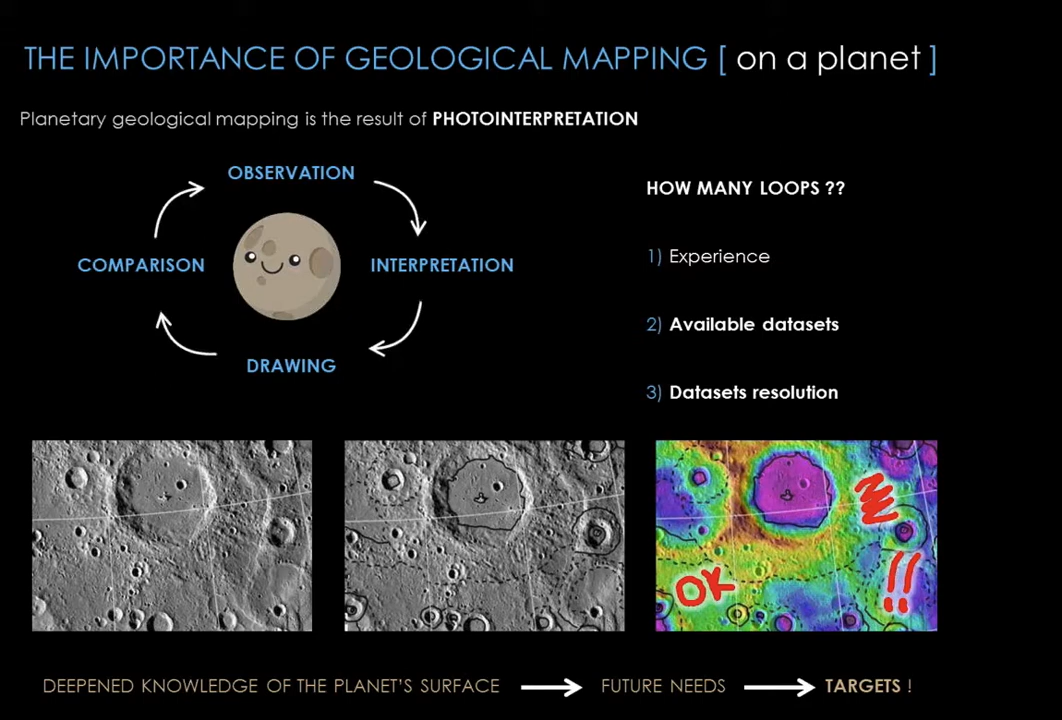 THE IMPORTANCE OF GEOLOGICAL MAPPING [ on a planet ]
Planetary geological mapping is the result of PHOTOINTERPRETATION
OBSERVATION
COMPARISON
INTERPRETATION
DRAWING
HOW MANY LOOPS ??
1) Experience
2) Available datasets
3) Datasets resolution
OK
!!
DEEPENED KNOWLEDGE OF THE PLANET'S SURFACE
FUTURE NEEDS
TARGETS !